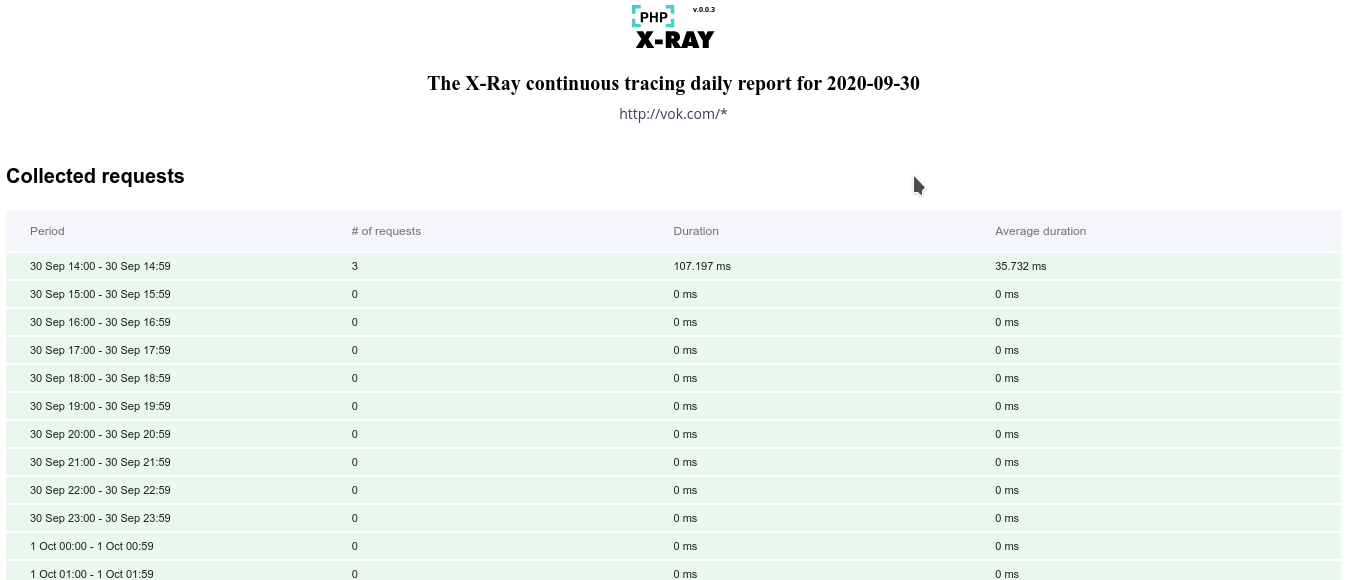 PHP v.0.0.3
X-RAY
The X-Ray continuous tracing daily report for 2020-09-30
http://vok.com/*
Collected requests
Period # of requests Duration Average duration
30 Sep 14:00 - 30 Sep 14:59 3 107.197 ms 35.732 ms
30 Sep 15:00 - 30 Sep 15:59 0 0 ms 0 ms
30 Sep 16:00 - 30 Sep 16:59 0 0 ms 0 ms
30 Sep 17:00 - 30 Sep 17:59 0 0 ms 0 ms
30 Sep 18:00 - 30 Sep 18:59 0 0 ms 0 ms
30 Sep 19:00 - 30 Sep 19:59 0 0 ms 0 ms
30 Sep 20:00 - 30 Sep 20:59 0 0 ms 0 ms
30 Sep 21:00 - 30 Sep 21:59 0 0 ms 0 ms
30 Sep 22:00 - 30 Sep 22:59 0 0 ms 0 ms
30 Sep 23:00 - 30 Sep 23:59 0 0 ms 0 ms
1 Oct 00:00 - 1 Oct 00:59 0 0 ms 0 ms
1 Oct 01:00 - 1 Oct 01:59 0 0 ms 0 ms